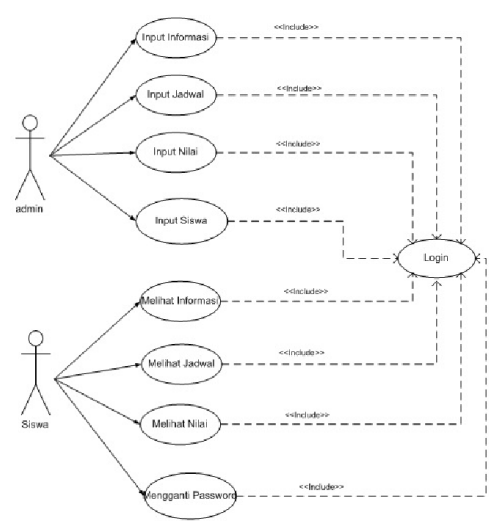 Input Informasi
<<Include>>
Input Jadwal
<<Include>>
Input Nilai
<<Include>>
admin
Input Siswa
<<Include>>
Login
Melihat Informasi
<<Include>>
Melihat Jadwal
<<Include>>
Siswa
Melihat Nilai
<<Include>>
Mengganti Password
<<Include>>